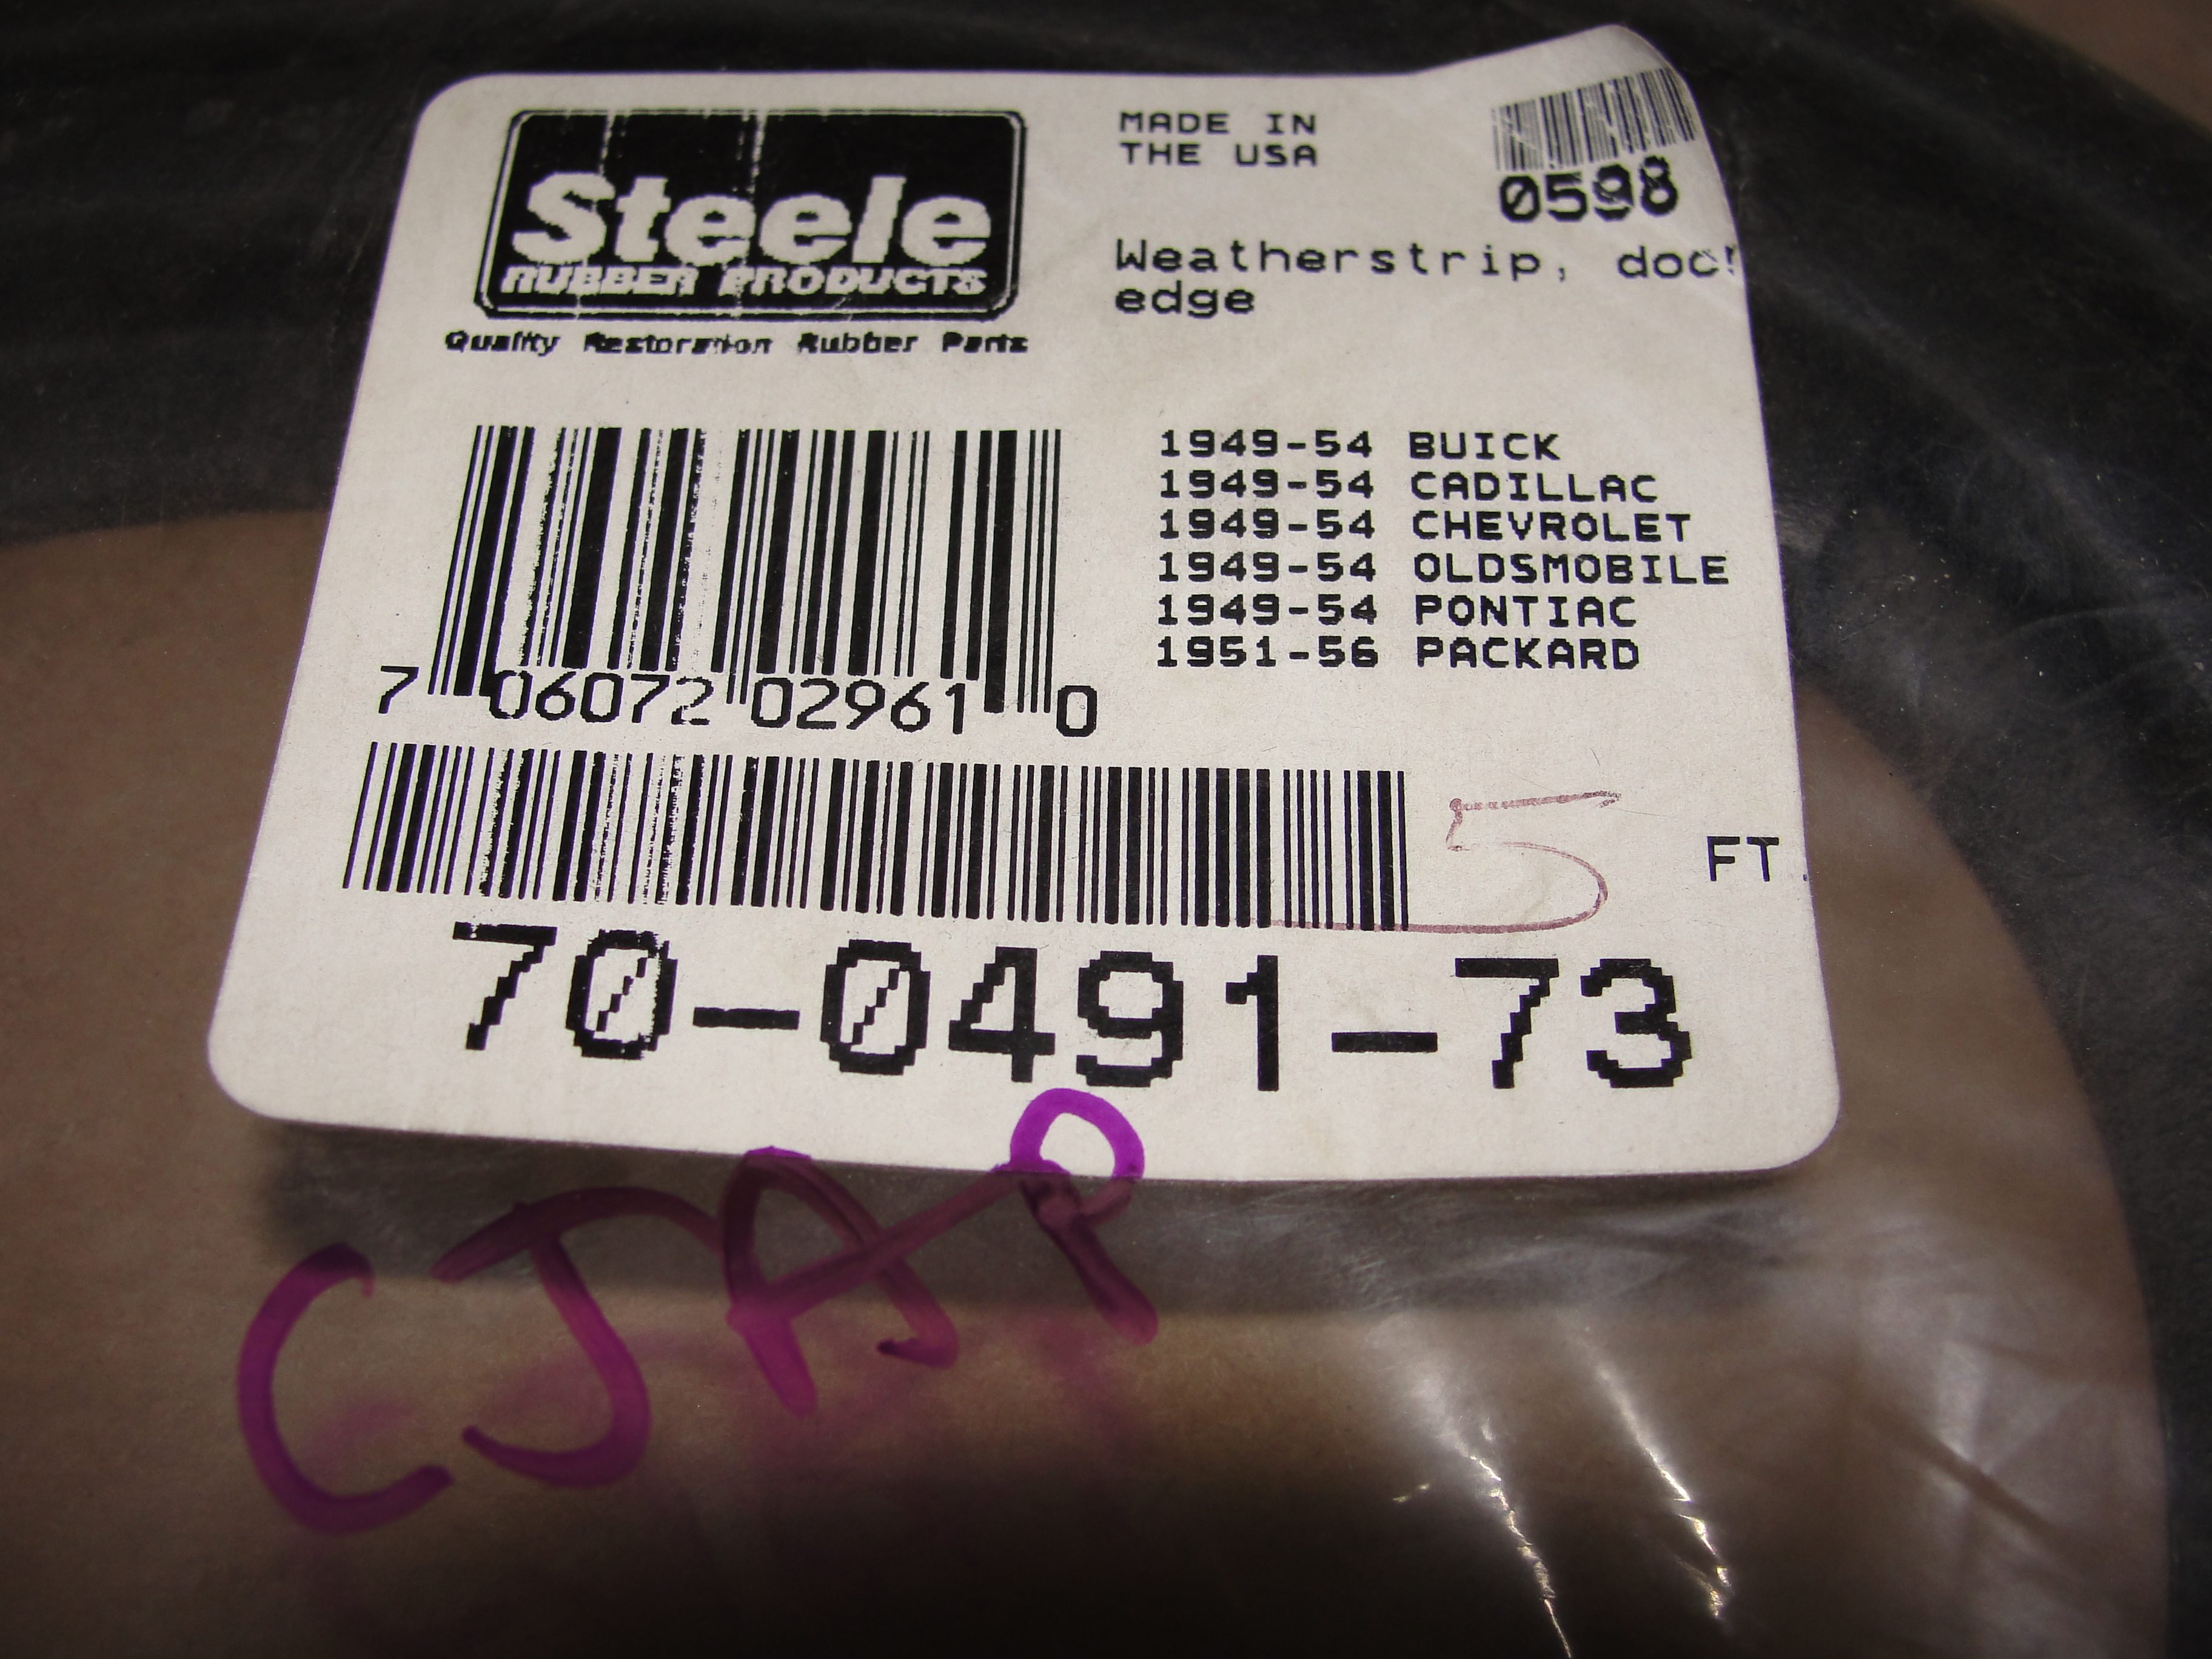 Steele
RUBBER PRODUCTS
Quality Restoration Rubber Parts
MADE IN
THE USA
0598
Weatherstrip, door
edge
7 06072 02961 0
1949-54 BUICK
1949-54 CADILLAC
1949-54 CHEVROLET
1949-54 OLDSMOBILE
1949-54 PONTIAC
1951-56 PACKARD
5 FT.
70-0491-73
CJAP